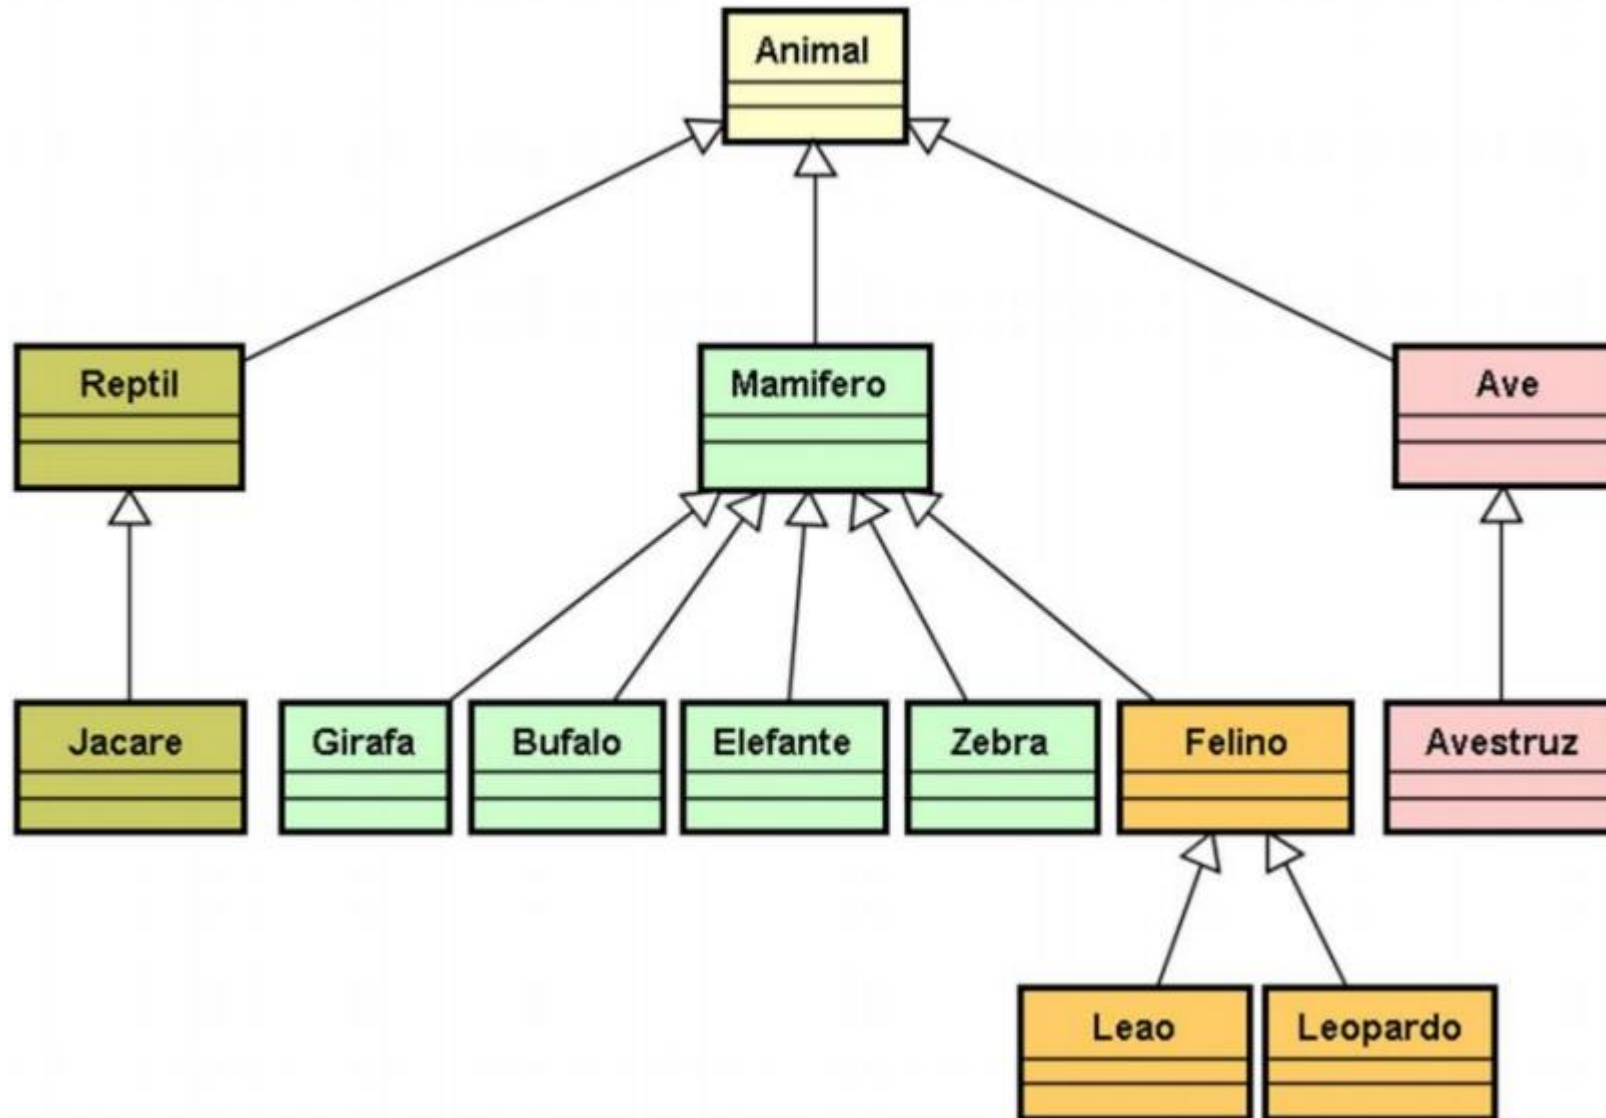 Animal
Reptil
Mamifero
Ave
Jacare
Girafa
Bufalo
Elefante
Zebra
Felino
Avestruz
Leao
Leopardo